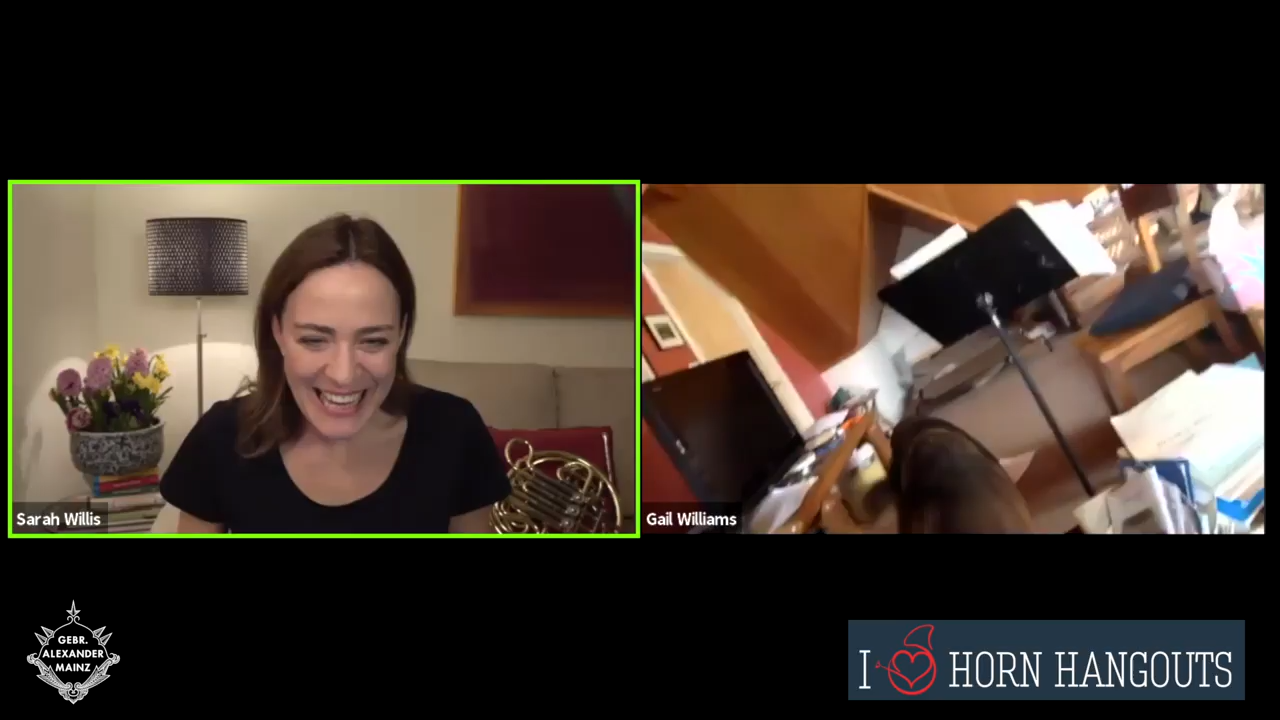 Sarah Willis
Gail Williams
GEBR.
ALEXANDER
MAINZ
I HORN HANGOUTS